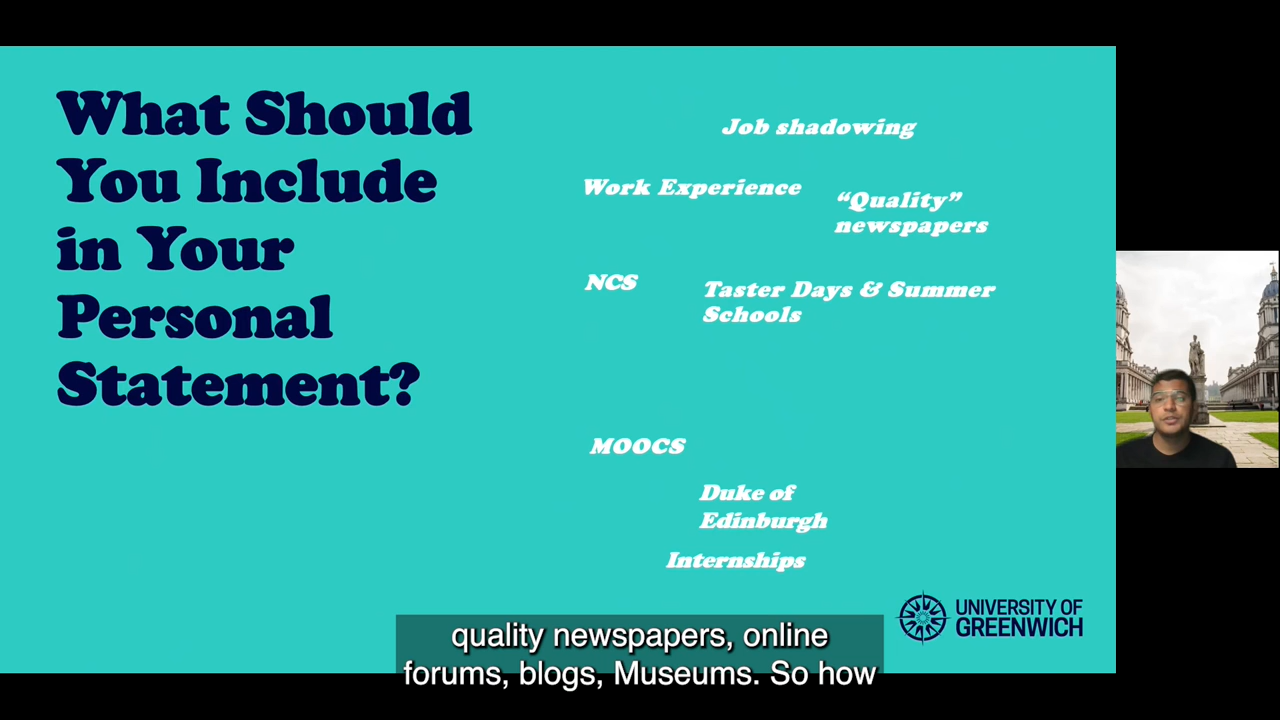 What Should
You Include
in Your
Personal
Statement?
Job shadowing
Work Experience
“Quality”
newspapers
NCS
Taster Days & Summer
Schools
MOOCS
Duke of
Edinburgh
Internships
UNIVERSITY OF
GREENWICH
quality newspapers, online
forums, blogs, Museums. So how